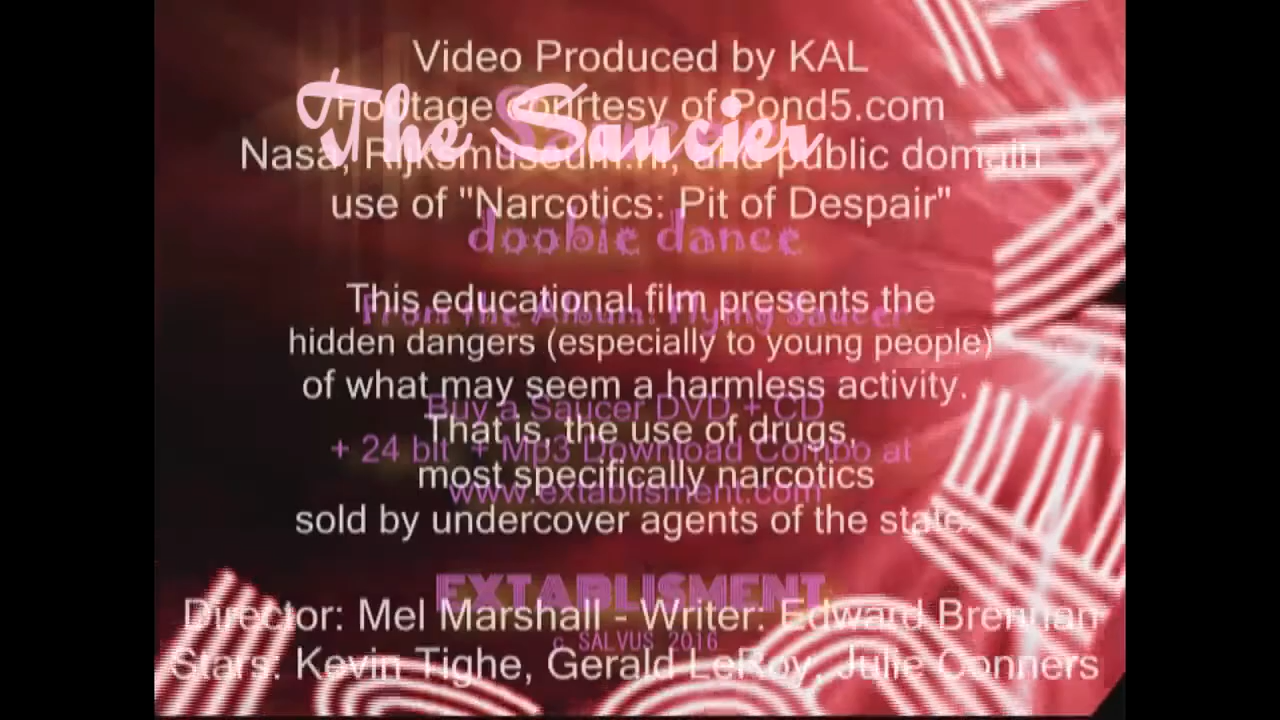 Video Produced by KAL
The Saucier
Footage courtesy of Pond5.com
Nasa, Rijksmuseum.nl, and public domain
use of "Narcotics: Pit of Despair"
doobie dance
This educational film presents the
From the Album: Flying Saucer
hidden dangers (especially to young people)
of what may seem a harmless activity.
Buy a Saucer DVD + CD
That is, the use of drugs,
+ 24 bit + Mp3 Download Combo at
most specifically narcotics
www.extablisment.com
sold by undercover agents of the state.
EXTABLISMENT
Director: Mel Marshall - Writer: Edward Brennan
c SALVUS 2016
Stars: Kevin Tighe, Gerald LeRoy, Julie Conners